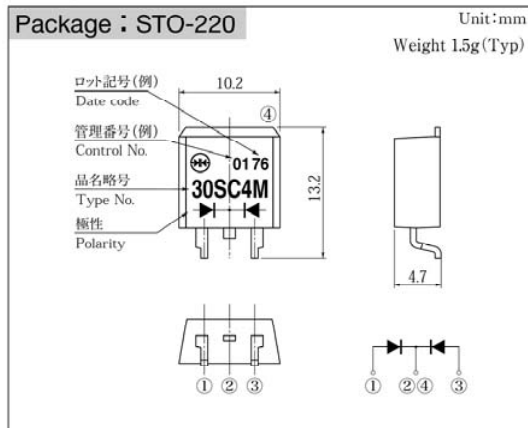 Package : STO-220
Unit:mm
Weight 1.5g(Typ)
ロット記号(例)
Date code
10.2
④
管理番号(例)
Control No.
0176
品名略号
Type No.
30SC4M
13.2
極性
Polarity
4.7
① ② ③
① ②④ ③